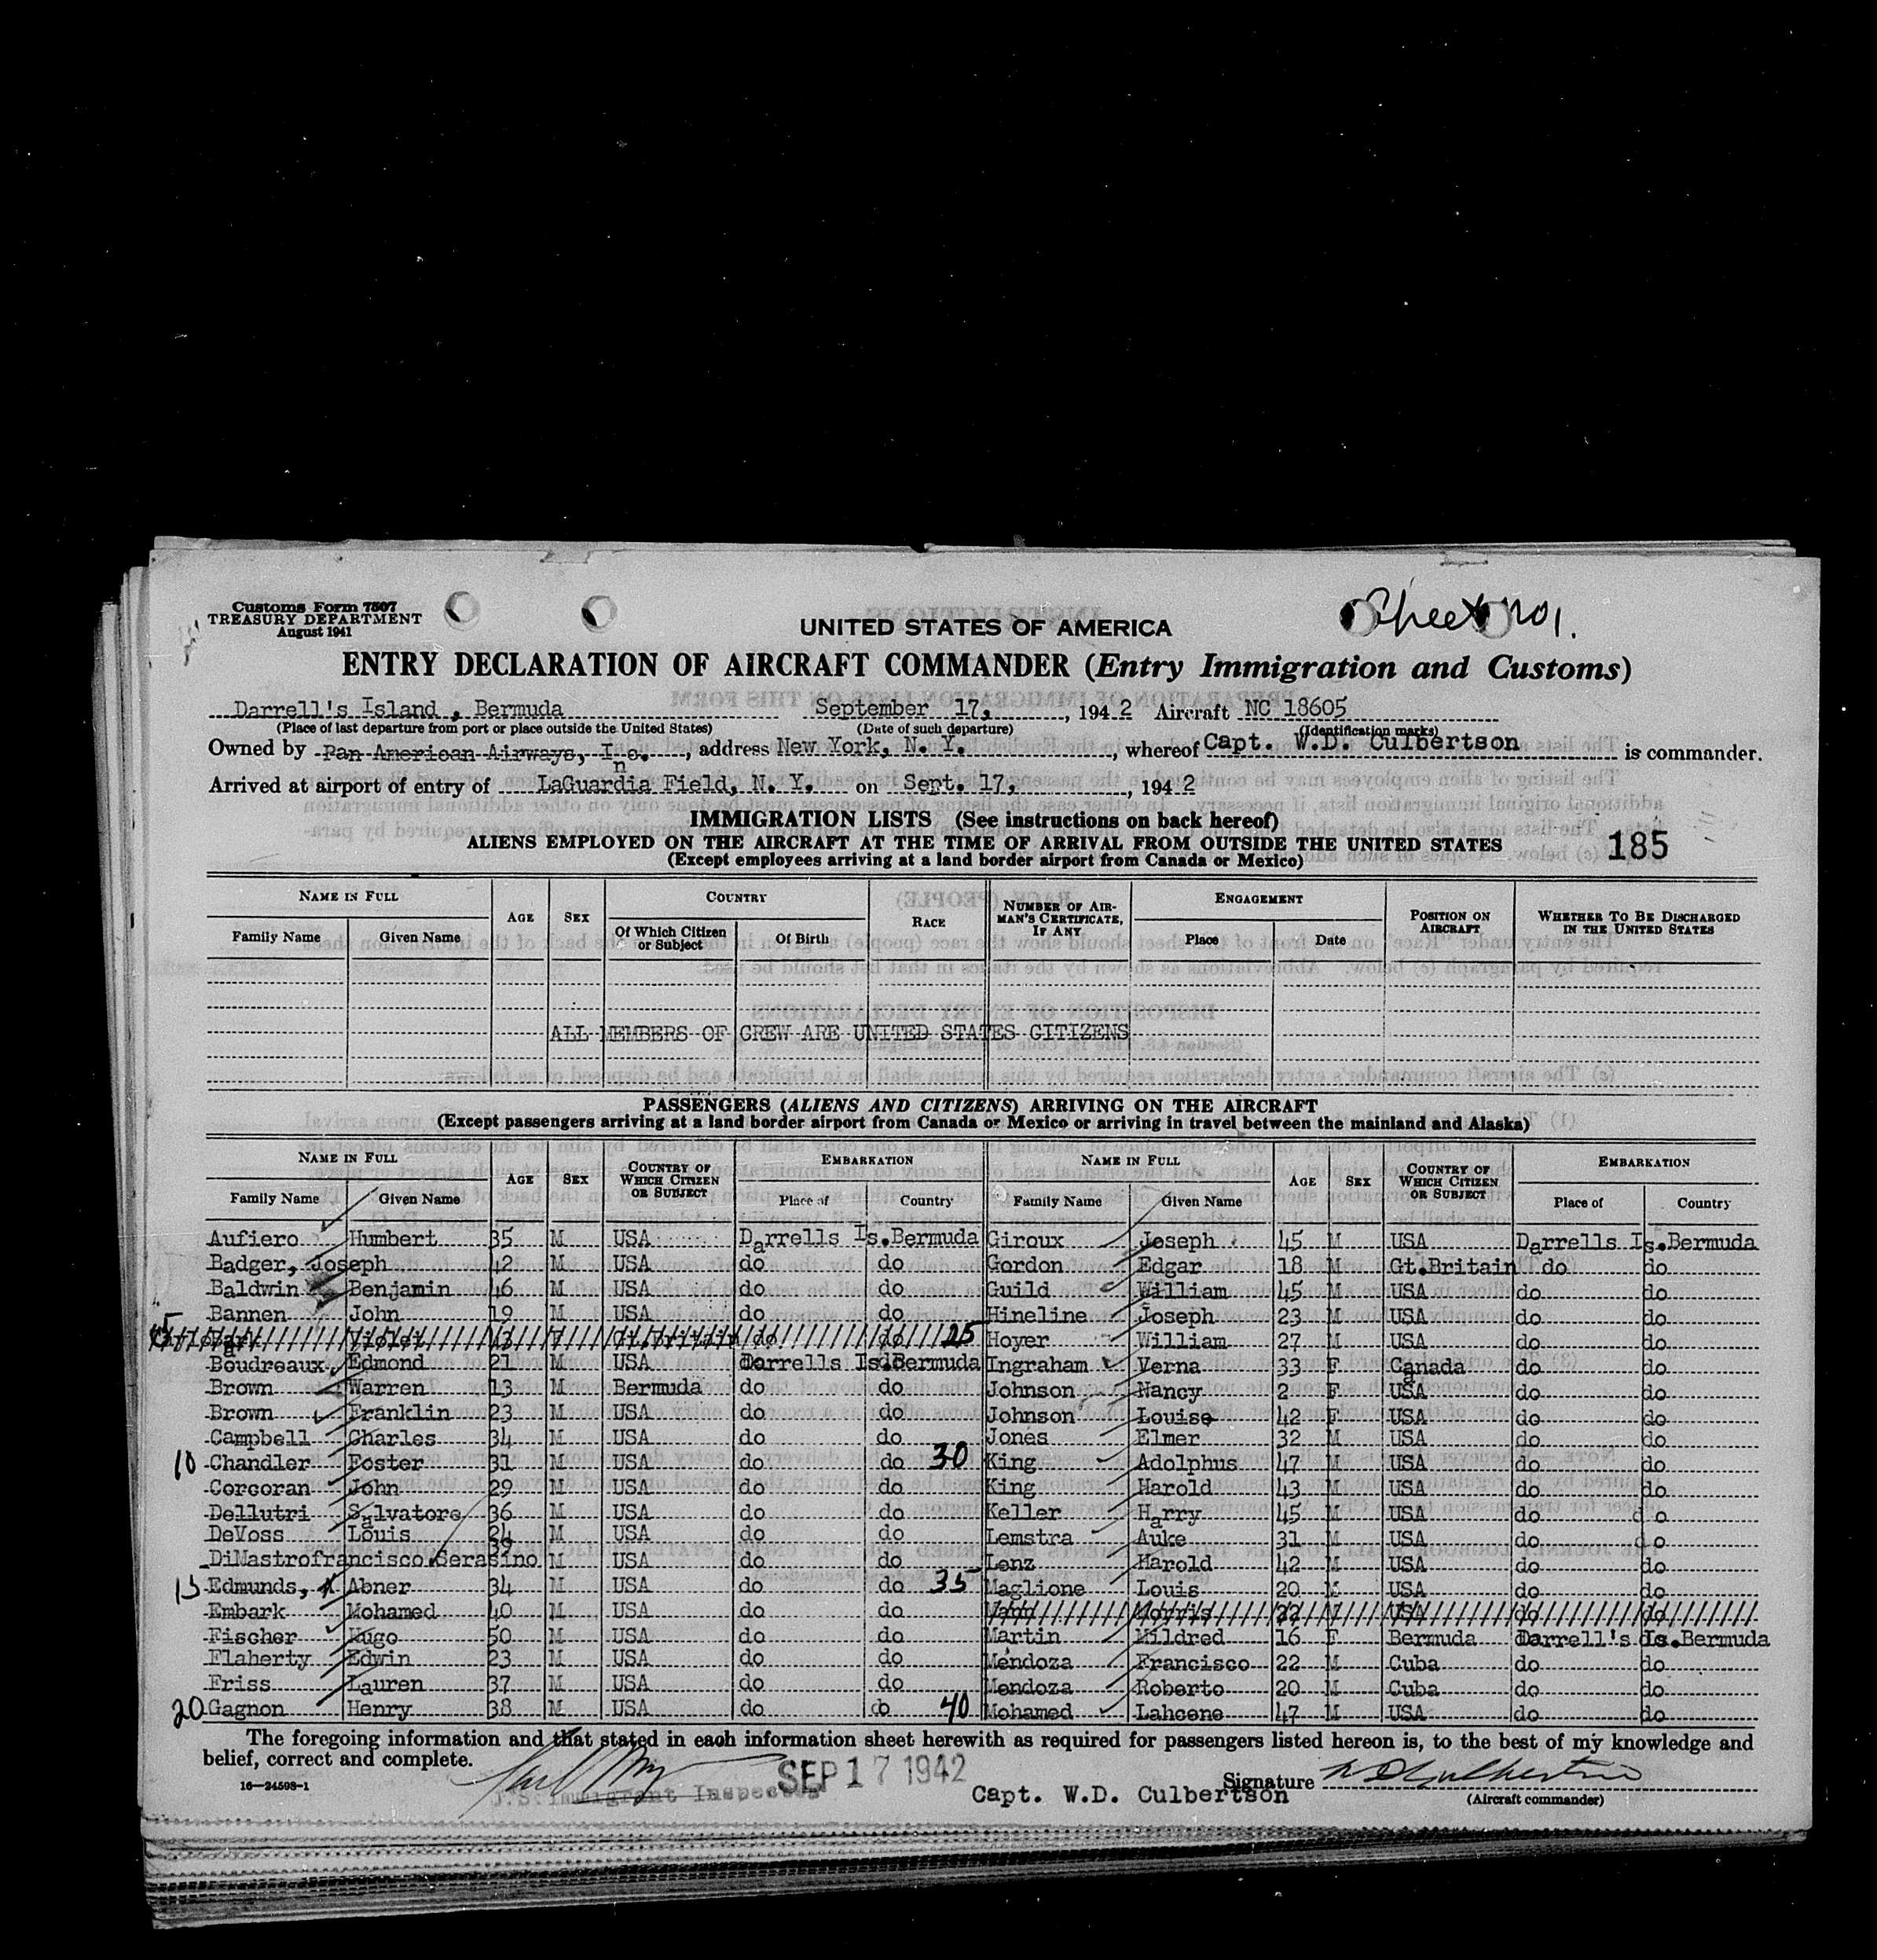 Customs Form 7507
TREASURY DEPARTMENT
August 1941
Sheet No 1.
UNITED STATES OF AMERICA
ENTRY DECLARATION OF AIRCRAFT COMMANDER (Entry Immigration and Customs)
Darrell's Island , Bermuda September 17, , 1942 Aircraft NC 18605
(Place of last departure from port or place outside the United States) (Date of such departure) (Identification marks)
Owned by Pan American Airways, Inc. , address New York, N. Y. , whereof Capt. W.D. Culbertson is commander.
Arrived at airport of entry of LaGuardia Field, N. Y. on Sept. 17, , 1942
IMMIGRATION LISTS (See instructions on back hereof)
ALIENS EMPLOYED ON THE AIRCRAFT AT THE TIME OF ARRIVAL FROM OUTSIDE THE UNITED STATES 185
(Except employees arriving at a land border airport from Canada or Mexico)
NAME IN FULL AGE SEX COUNTRY RACE NUMBER OF AIRMAN'S CERTIFICATE, IF ANY ENGAGEMENT POSITION ON AIRCRAFT WHETHER TO BE DISCHARGED IN THE UNITED STATES
Family Name Given Name Of Which Citizen or Subject Of Birth Place Date
ALL MEMBERS OF CREW ARE UNITED STATES CITIZENS
PASSENGERS (ALIENS AND CITIZENS) ARRIVING ON THE AIRCRAFT
(Except passengers arriving at a land border airport from Canada or Mexico or arriving in travel between the mainland and Alaska)
NAME IN FULL AGE SEX COUNTRY OF WHICH CITIZEN OR SUBJECT EMBARKATION NAME IN FULL AGE SEX COUNTRY OF WHICH CITIZEN OR SUBJECT EMBARKATION
Family Name Given Name Place of Country Family Name Given Name Place of Country
Aufiero Humbert 35 M USA Darrells Is. Bermuda Giroux Joseph 45 M USA Darrells Is. Bermuda
Badger, Joseph 42 M USA do do Gordon Edgar 18 M Gt.Britain do do
Baldwin Benjamin 46 M USA do do Guild William 45 M USA do do
Bannen John 19 M USA do do Hineline Joseph 23 M USA do do
5 do do 25 Hoyer William 27 M USA do do
Boudreaux Edmond 21 M USA Darrells Is. Bermuda Ingraham Verna 33 F Canada do do
Brown Warren 13 M Bermuda do do Johnson Nancy 2 F USA do do
Brown Franklin 23 M USA do do Johnson Louise 42 F USA do do
Campbell Charles 34 M USA do do Jones Elmer 32 M USA do do
10 Chandler Foster 31 M USA do do 30 King Adolphus 47 M USA do do
Corcoran John 29 M USA do do King Harold 43 M USA do do
Dellutri Salvatore 36 M USA do do Keller Harry 45 M USA do do
DeVoss Louis 24 M USA do do Lemstra Auke 31 M USA do do
DiMastrofrancisco Serasino 39 M USA do do Lenz Harold 42 M USA do do
15 Edmunds, Abner 34 M USA do do 35 Maglione Louis 20 M USA do do
Embark Mohamed 40 M USA do do Mann Morris 22 M USA do do
Fischer Hugo 50 M USA do do Martin Mildred 16 F Bermuda Darrell's Is. Bermuda
Flaherty Edwin 23 M USA do do Mendoza Francisco 22 M Cuba do do
Friss Lauren 37 M USA do do Mendoza Roberto 20 M Cuba do do
20 Gagnon Henry 38 M USA do do 40 Mohamed Lahcene 47 M USA do do
The foregoing information and that stated in each information sheet herewith as required for passengers listed hereon is, to the best of my knowledge and
belief, correct and complete.
16—24598-1
U.S. Immigrant Inspector
SEP 17 1942
Capt. W.D. Culbertson
Signature W D Culbertson
(Aircraft commander)